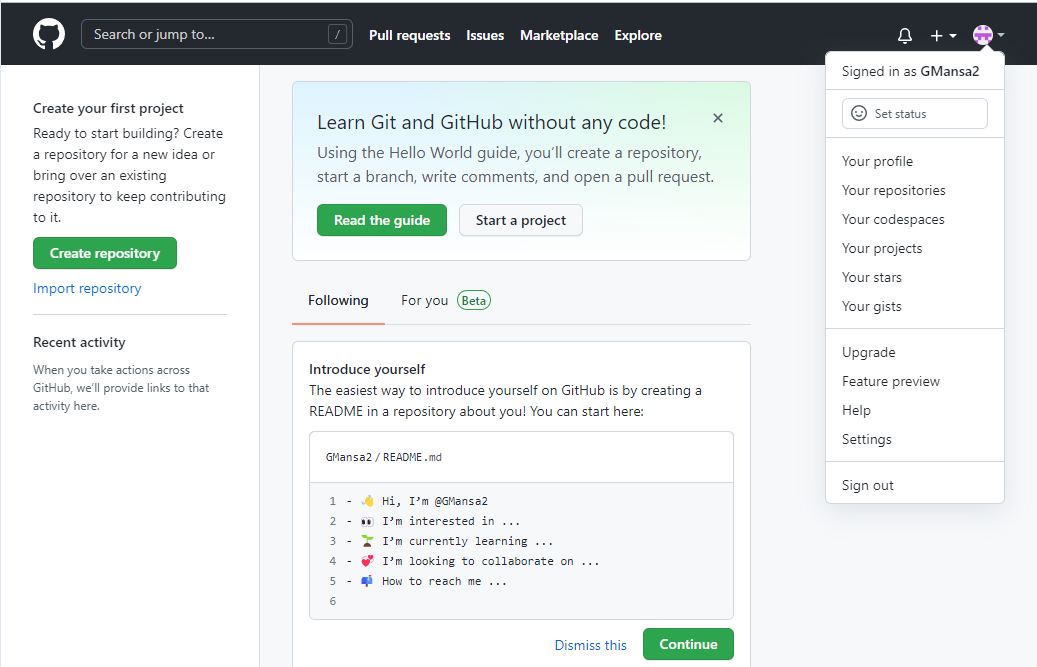 Search or jump to... /
Pull requests Issues Marketplace Explore
Signed in as GMansa2
Set status
Your profile
Your repositories
Your codespaces
Your projects
Your stars
Your gists
Upgrade
Feature preview
Help
Settings
Sign out
Create your first project
Ready to start building? Create
a repository for a new idea or
bring over an existing
repository to keep contributing
to it.
Create repository
Import repository
Recent activity
When you take actions across
GitHub, we'll provide links to that
activity here.
Learn Git and GitHub without any code!
Using the Hello World guide, you'll create a repository,
start a branch, write comments, and open a pull request.
Read the guide Start a project
Following For you Beta
Introduce yourself
The easiest way to introduce yourself on GitHub is by creating a
README in a repository about you! You can start here:
GMansa2/README.md
1 - 👋 Hi, I'm @GMansa2
2 - 👀 I'm interested in ...
3 - 🌱 I'm currently learning ...
4 - 💞️ I'm looking to collaborate on ...
5 - 📫 How to reach me ...
6
Dismiss this Continue